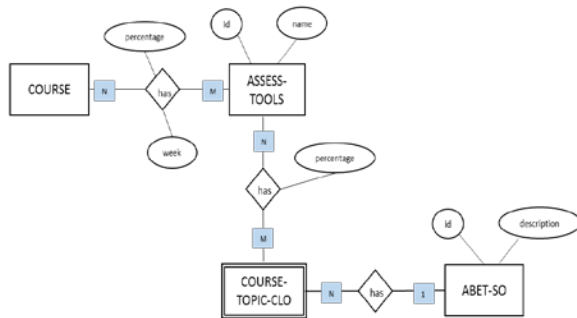 Id
name
percentage
COURSE
N
has
M
ASSESS-
TOOLS
week
N
percentage
has
M
id
description
COURSE-
TOPIC-CLO
N
has
1
ABET-SO